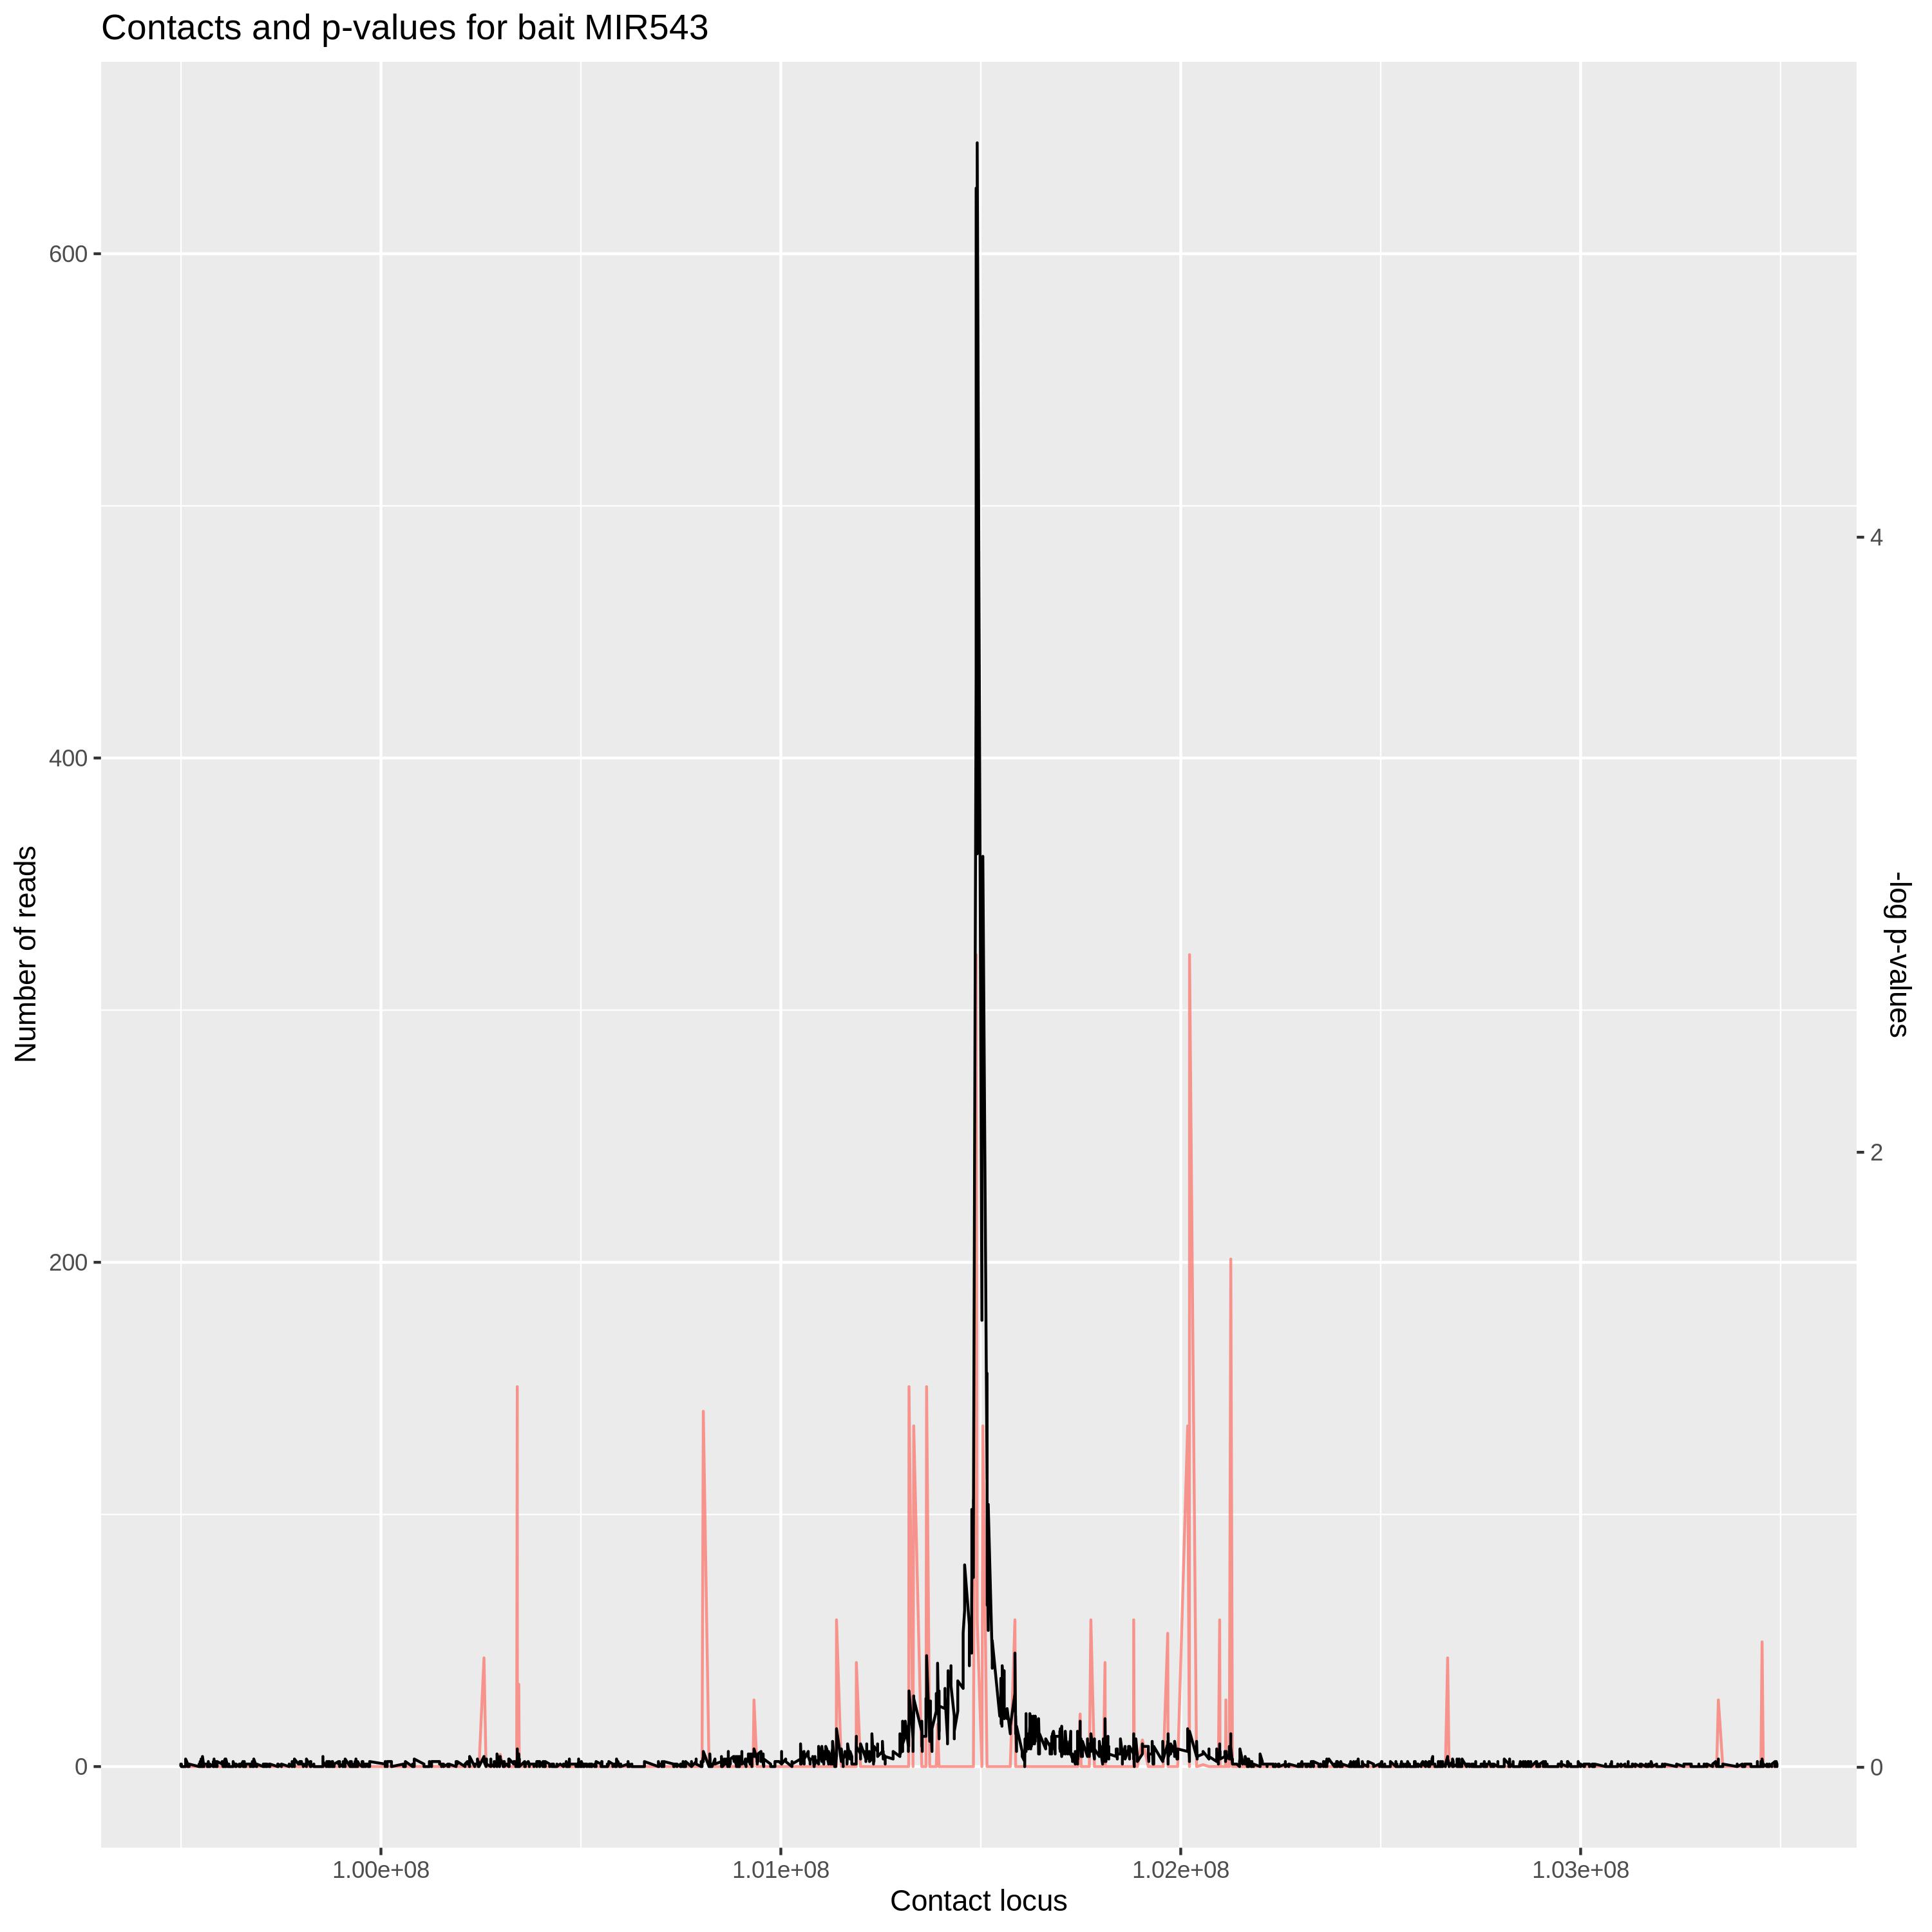 Contacts and p-values for bait MIR543
600
400
200
0
Number of reads
4
2
0
-log p-values
1.00e+08
1.01e+08
1.02e+08
1.03e+08
Contact locus